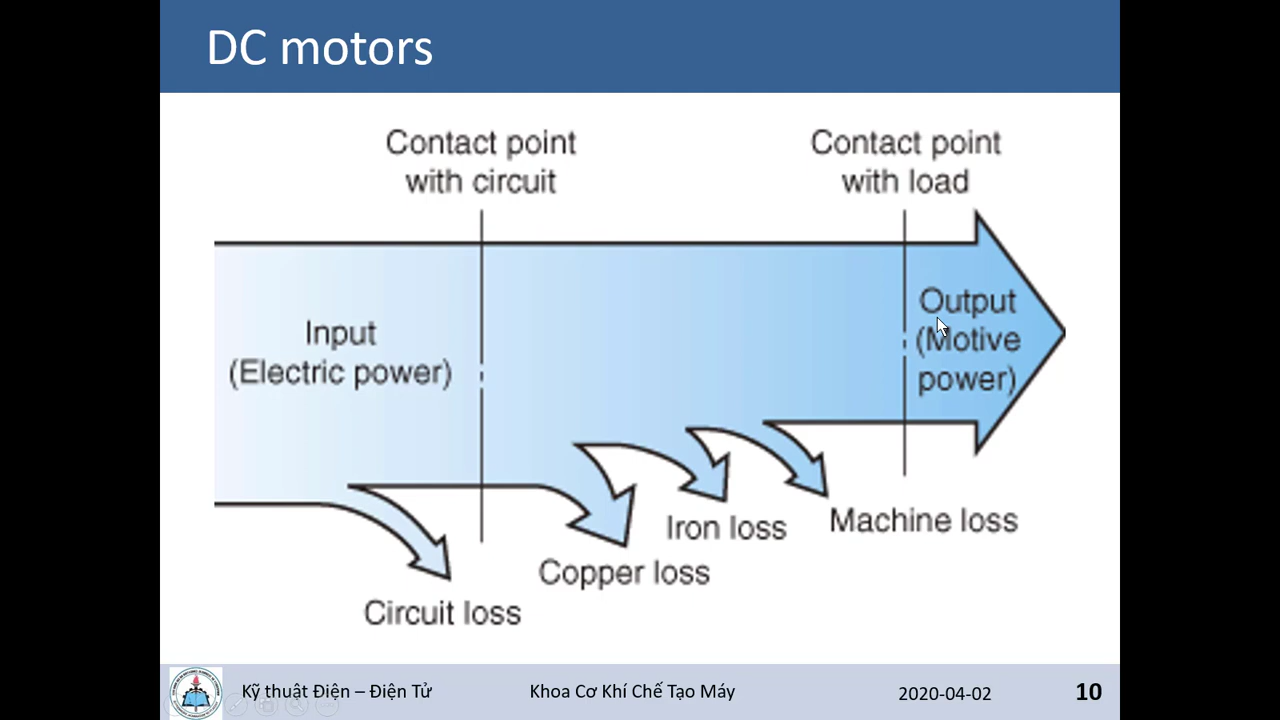 DC motors
Contact point
with circuit
Contact point
with load
Input
(Electric power)
Output
(Motive
power)
Circuit loss
Copper loss
Iron loss
Machine loss
Kỹ thuật Điện – Điện Tử
Khoa Cơ Khí Chế Tạo Máy
2020-04-02
10